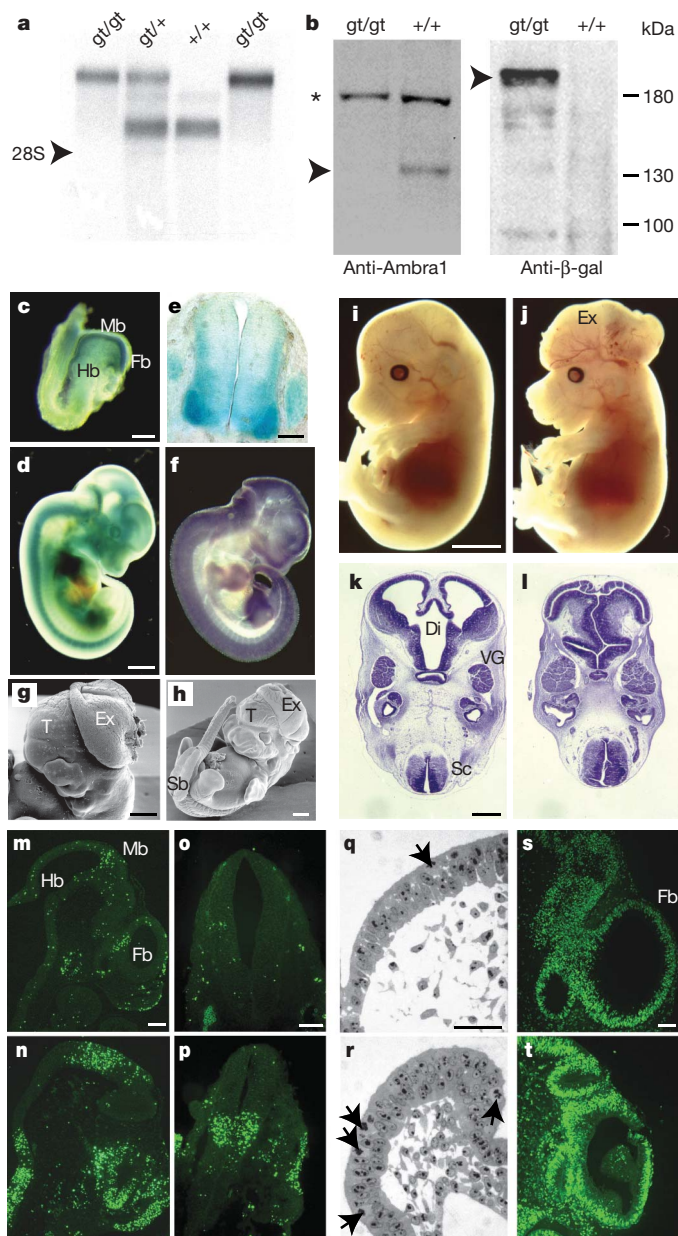 a
gt/gt
gt/+
+/+
gt/gt
28S
b
gt/gt
+/+
gt/gt
+/+
kDa
*
180
130
100
Anti-Ambra1
Anti-β-gal
c
Mb
Hb
Fb
e
d
f
g
T
Ex
h
T
Ex
Sb
i
j
Ex
k
Di
VG
Sc
l
m
Mb
Hb
Fb
o
q
s
Fb
n
p
r
t